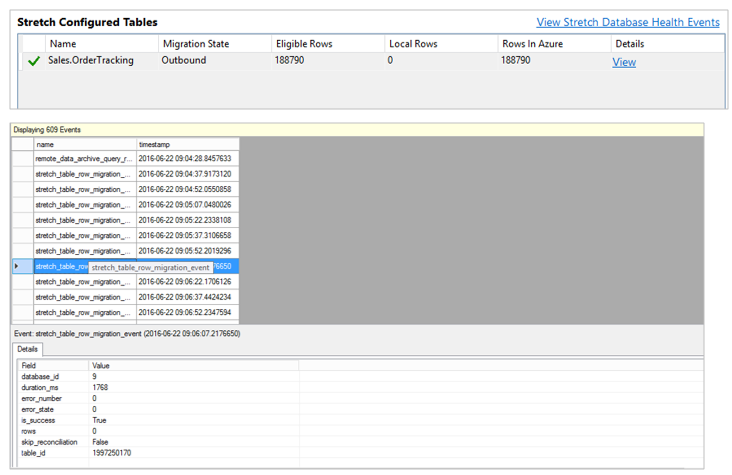 Stretch Configured Tables View Stretch Database Health Events
Name Migration State Eligible Rows Local Rows Rows In Azure Details
Sales.OrderTracking Outbound 188790 0 188790 View
Displaying 609 Events
name timestamp
remote_data_archive_query_r... 2016-06-22 09:04:28.8457633
stretch_table_row_migration_... 2016-06-22 09:04:37.9173120
stretch_table_row_migration_... 2016-06-22 09:04:52.0550858
stretch_table_row_migration_... 2016-06-22 09:05:07.0480026
stretch_table_row_migration_... 2016-06-22 09:05:22.2338108
stretch_table_row_migration_... 2016-06-22 09:05:37.3106658
stretch_table_row_migration_... 2016-06-22 09:05:52.2019296
stretch_table_row stretch_table_row_migration_event 76650
stretch_table_row_migration_... 2016-06-22 09:06:22.1706126
stretch_table_row_migration_... 2016-06-22 09:06:37.4424234
stretch_table_row_migration_... 2016-06-22 09:06:52.2347594
Event: stretch_table_row_migration_event (2016-06-22 09:06:07.2176650)
Details
Field Value
database_id 9
duration_ms 1768
error_number 0
error_state 0
is_success True
rows 0
skip_reconciliation False
table_id 1997250170